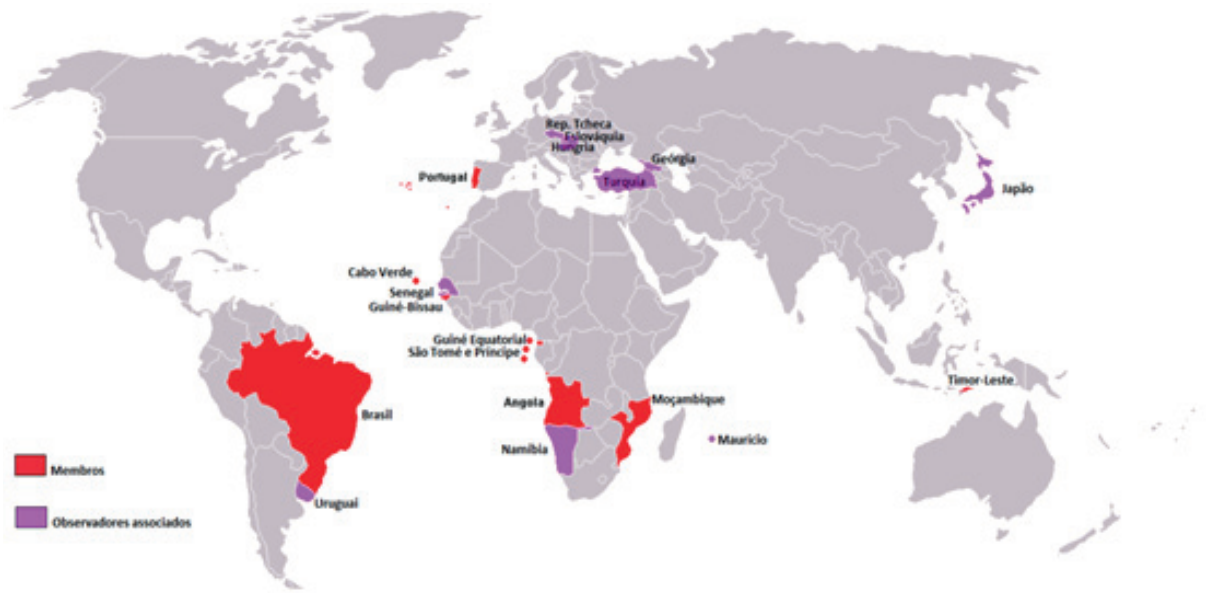 Rep. Tcheca
Eslováquia
Hungria
Geórgia
Portugal
Turquia
Japão
Cabo Verde
Senegal
Guiné-Bissau
Guiné Equatorial
São Tomé e Príncipe
Timor-Leste
Angola
Moçambique
Brasil
Maurício
Namíbia
Membros
Uruguai
Observadores associados